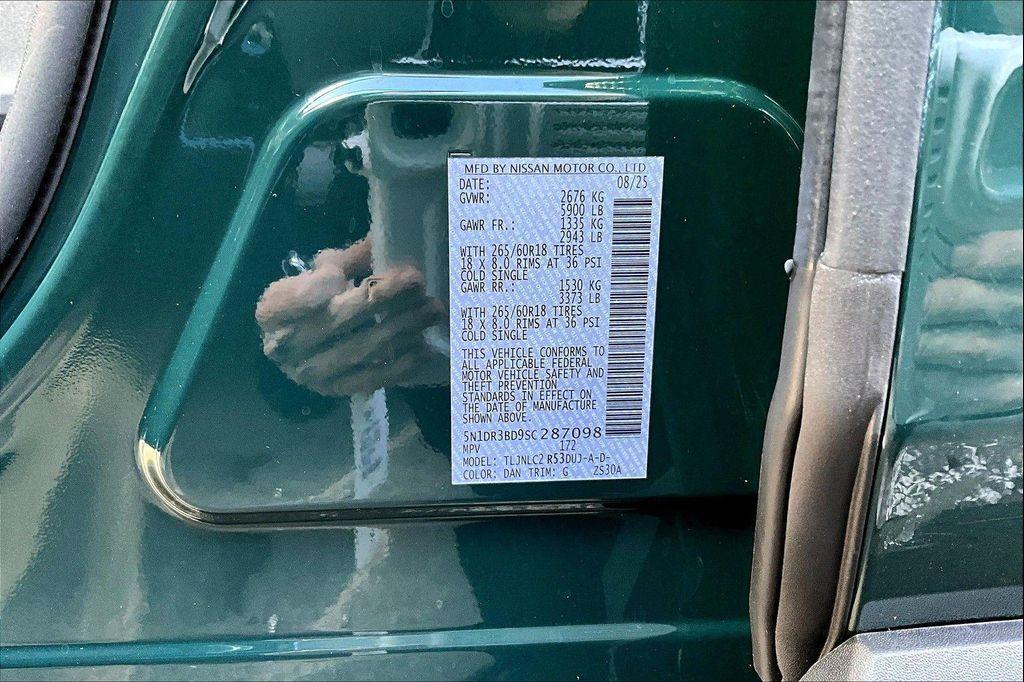 MFD BY NISSAN MOTOR CO., LTD
DATE: 08/25
GVWR: 2676 KG
5900 LB
GAWR FR.: 1335 KG
2943 LB
WITH 265/60R18 TIRES
18 X 8.0 RIMS AT 36 PSI
COLD SINGLE
GAWR RR.: 1530 KG
3373 LB
WITH 265/60R18 TIRES
18 X 8.0 RIMS AT 36 PSI
COLD SINGLE
THIS VEHICLE CONFORMS TO
ALL APPLICABLE FEDERAL
MOTOR VEHICLE SAFETY AND
THEFT PREVENTION
STANDARDS IN EFFECT ON
THE DATE OF MANUFACTURE
SHOWN ABOVE.
5N1DR3BD9SC287098
MPV 172
MODEL: TLJNLC2 R53DUJ-A-D-
COLOR: DAN TRIM: G ZS30A